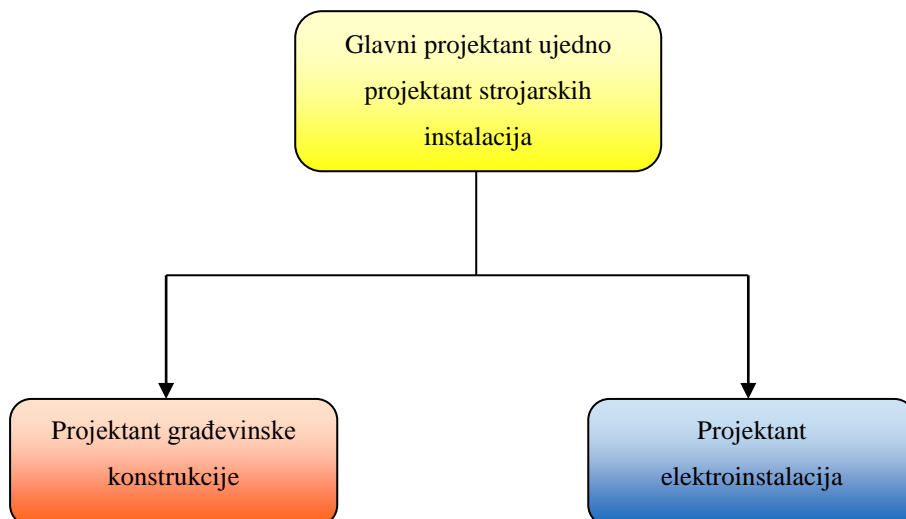 Glavni projektant ujedno
projektant strojarskih
instalacija
Projektant građevinske
konstrukcije
Projektant
elektroinstalacija